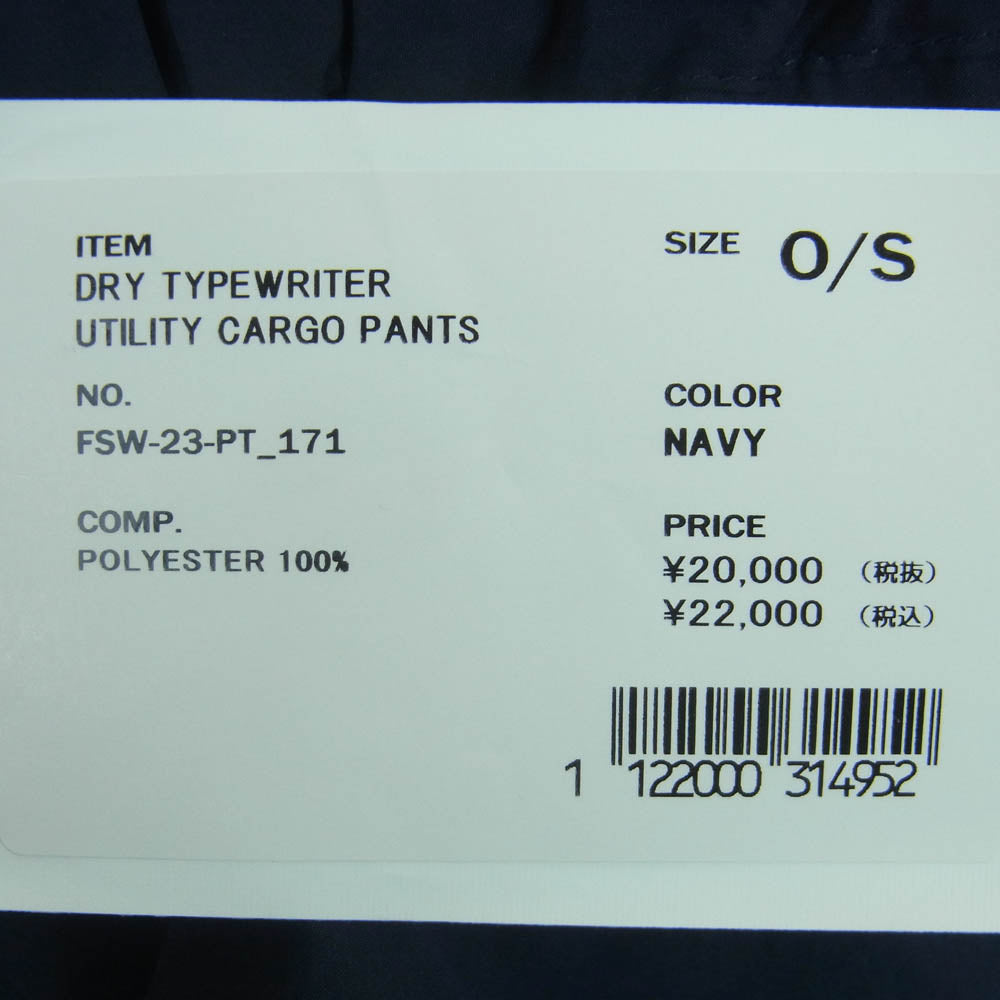 ITEM
DRY TYPEWRITER
UTILITY CARGO PANTS
SIZE O/S
NO.
FSW-23-PT_171
COLOR
NAVY
COMP.
POLYESTER 100%
PRICE
¥20,000 (税抜)
¥22,000 (税込)
1 122000 314952